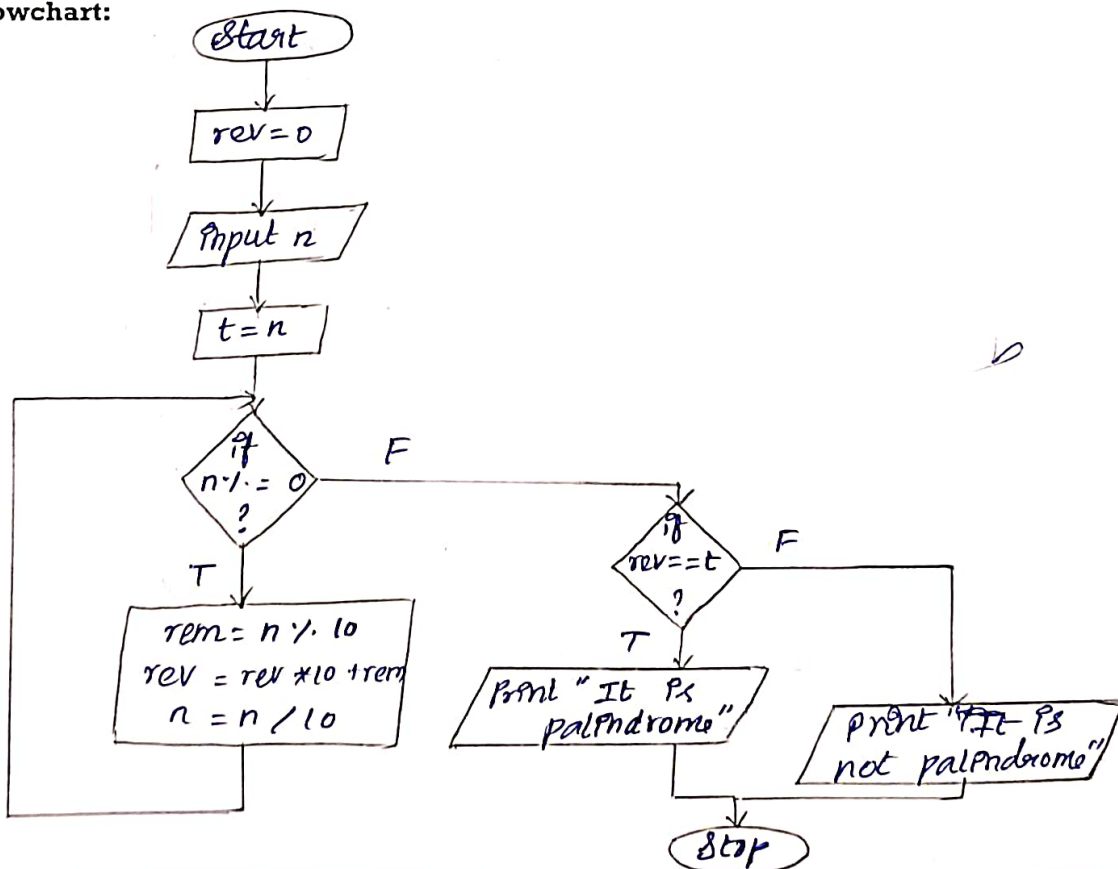 owchart:
Start
rev=0
input n
t=n
if
n%= 0
?
F
T
rem= n % 10
rev = rev *10 +rem
n = n / 10
if
rev==t
?
F
T
Print "It is
palindrome"
print "It is
not palindrome"
Stop